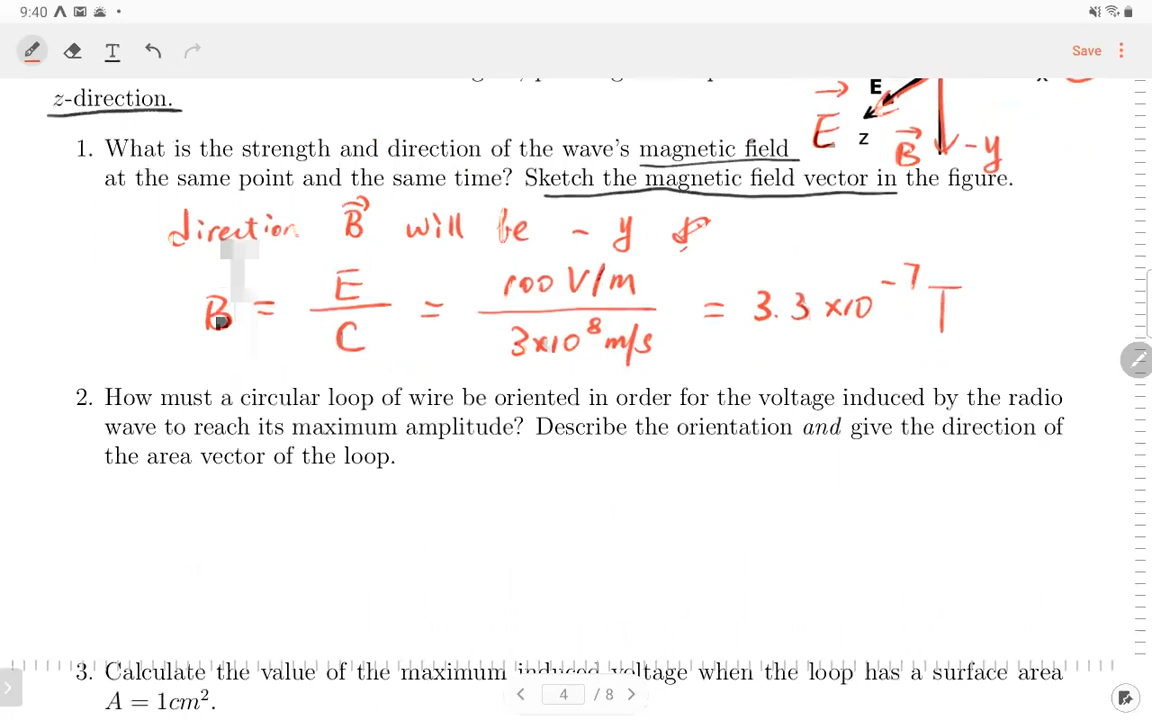 9:40
T
Save
E
z-direction.
E
z
B
-y
1. What is the strength and direction of the wave's magnetic field
at the same point and the same time? Sketch the magnetic field vector in the figure.
direction B⃗ will be - y
B = E / C = 100 V/m / 3x10^8 m/s = 3.3 x10^-7 T
2. How must a circular loop of wire be oriented in order for the voltage induced by the radio
wave to reach its maximum amplitude? Describe the orientation and give the direction of
the area vector of the loop.
3. Calculate the value of the maximum induced voltage when the loop has a surface area
A = 1cm².
4 / 8